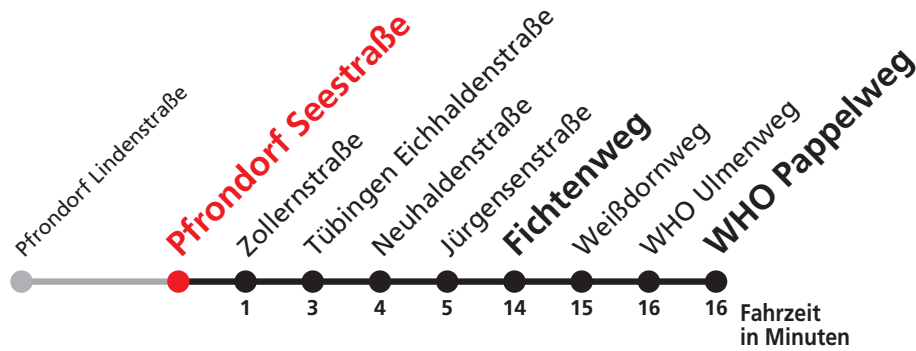 Pfrondorf Lindenstraße
Pfrondorf Seestraße
Zollernstraße
Tübingen Eichhaldenstraße
Neuhaldenstraße
Jürgensenstraße
Fichtenweg
Weißdornweg
WHO Ulmenweg
WHO Pappelweg
1 3 4 5 14 15 16 16
Fahrzeit
in Minuten